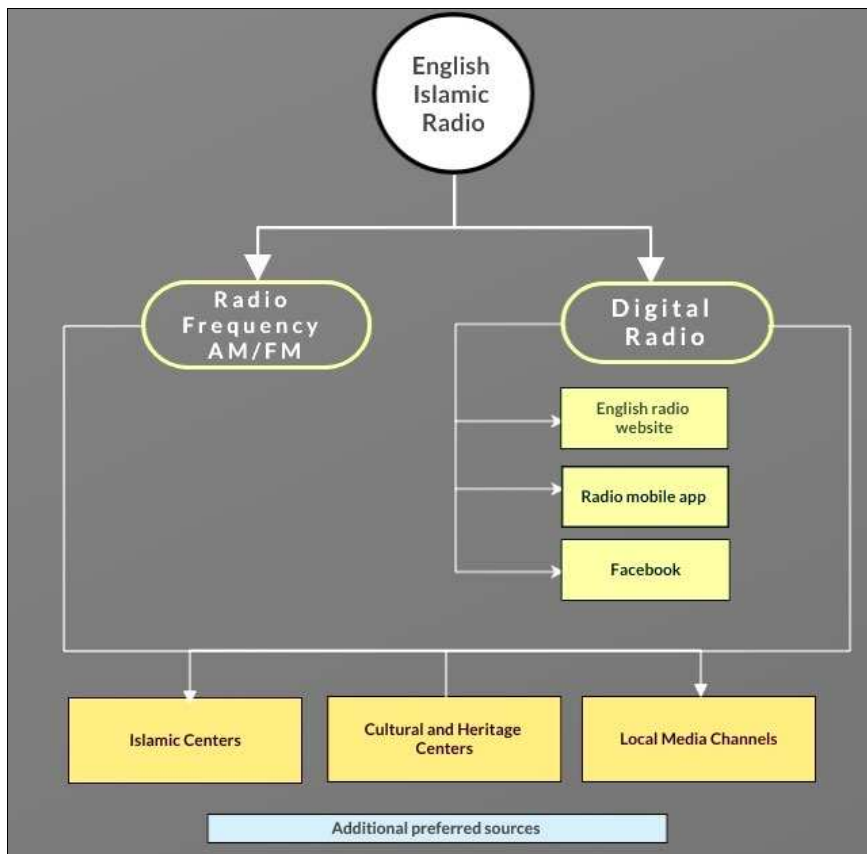 English
Islamic
Radio
Radio
Frequency
AM/FM
Digital
Radio
English radio
website
Radio mobile app
Facebook
Islamic Centers
Cultural and Heritage
Centers
Local Media Channels
Additional preferred sources